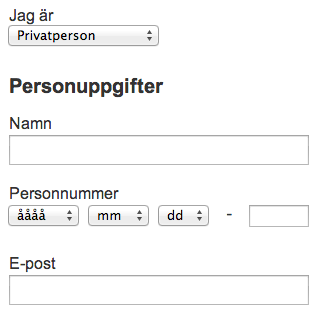 Jag är
Privatperson
Personuppgifter
Namn
Personnummer
åååå mm dd -
E-post